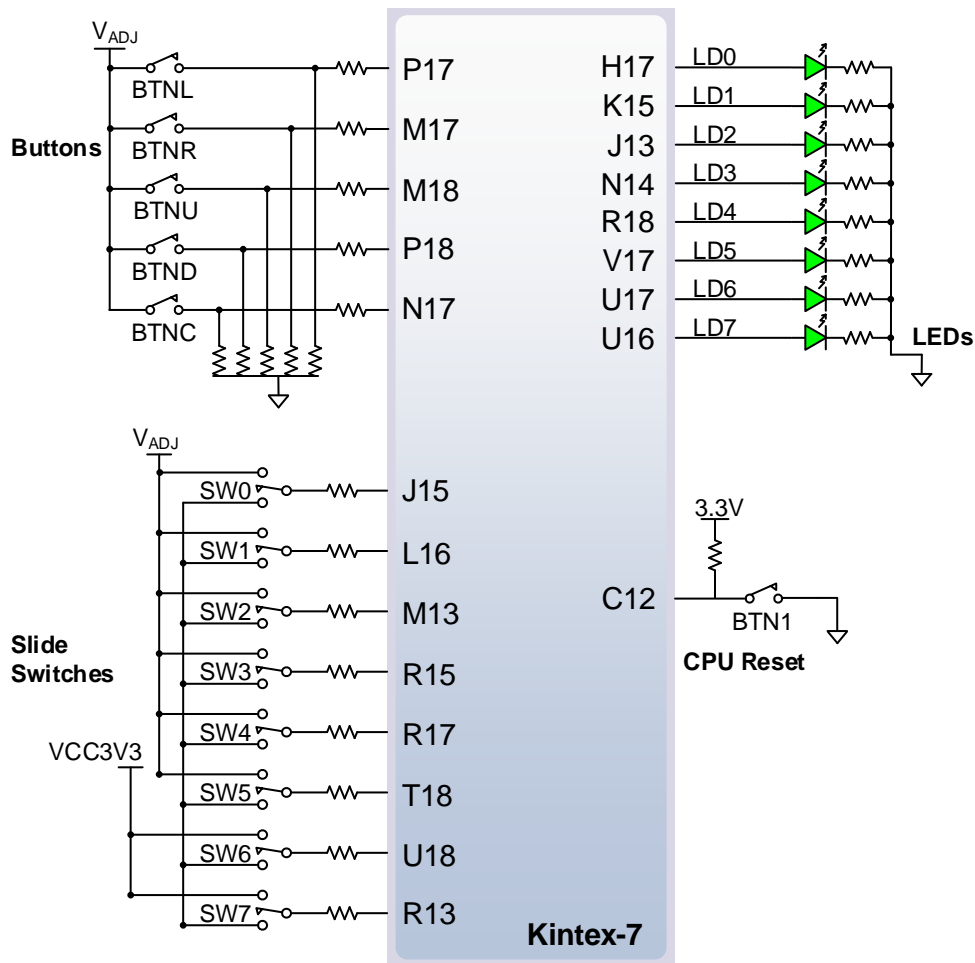 VADJ
BTNL
BTNR
BTNU
BTND
BTNC
Buttons
P17
M17
M18
P18
N17
H17
K15
J13
N14
R18
V17
U17
U16
LD0
LD1
LD2
LD3
LD4
LD5
LD6
LD7
LEDs
VADJ
SW0
SW1
SW2
SW3
SW4
SW5
SW6
SW7
Slide
Switches
VCC3V3
J15
L16
M13
R15
R17
T18
U18
R13
C12
3.3V
BTN1
CPU Reset
Kintex-7